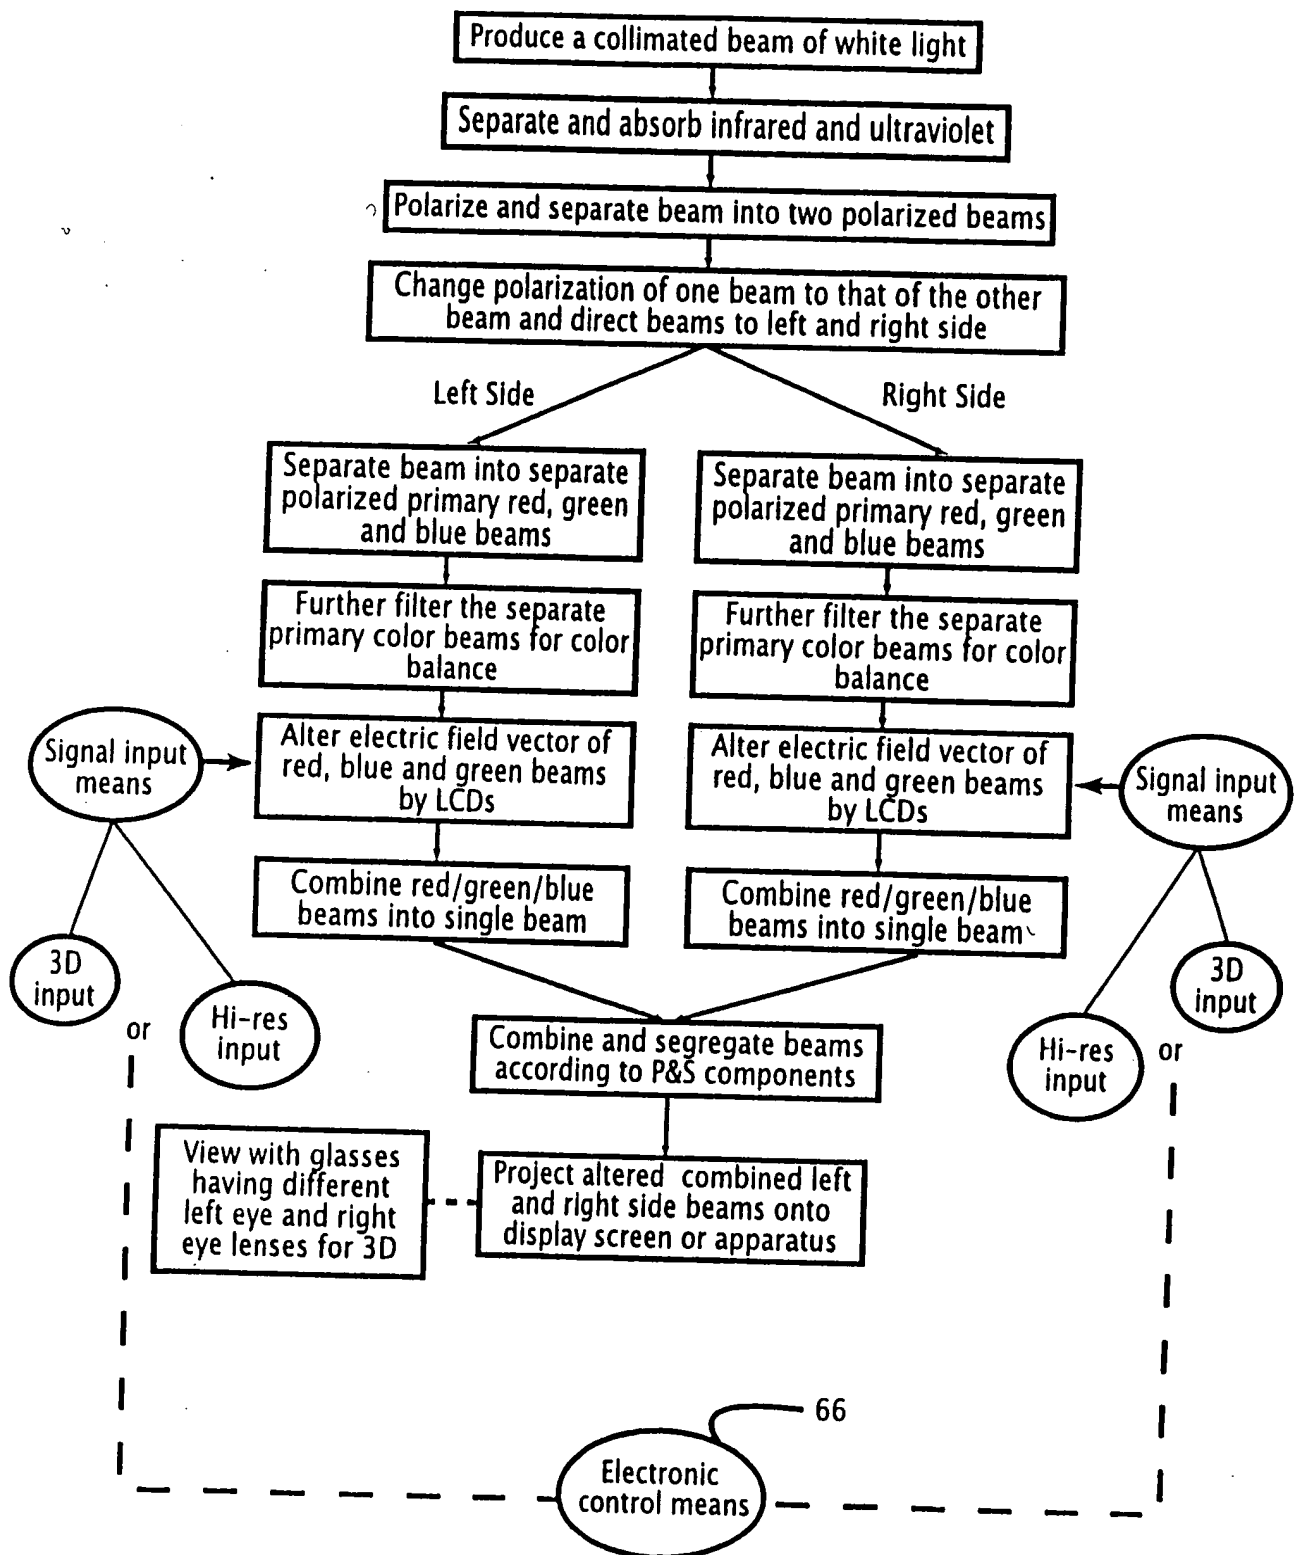 Produce a collimated beam of white light
Separate and absorb infrared and ultraviolet
Polarize and separate beam into two polarized beams
Change polarization of one beam to that of the other
beam and direct beams to left and right side
Left Side
Right Side
Separate beam into separate
polarized primary red, green
and blue beams
Separate beam into separate
polarized primary red, green
and blue beams
Further filter the separate
primary color beams for color
balance
Further filter the separate
primary color beams for color
balance
Signal input
means
Alter electric field vector of
red, blue and green beams
by LCDs
Alter electric field vector of
red, blue and green beams
by LCDs
Signal input
means
Combine red/green/blue
beams into single beam
Combine red/green/blue
beams into single beam
3D
input
or
Hi-res
input
Hi-res
input
or
3D
input
Combine and segregate beams
according to P&S components
View with glasses
having different
left eye and right
eye lenses for 3D
Project altered combined left
and right side beams onto
display screen or apparatus
66
Electronic
control means